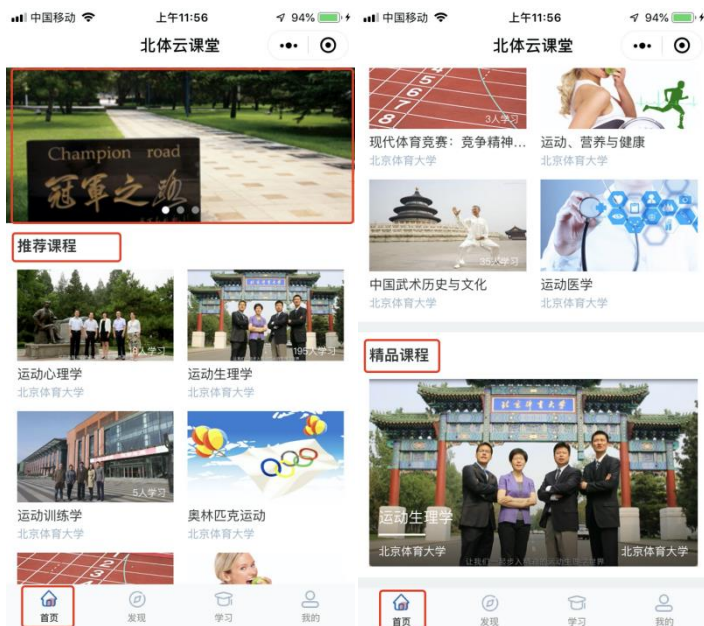 中国移动
上午11:56
94%
北体云课堂
Champion road
冠軍之路
推荐课程
195人学习
运动心理学
北京体育大学
运动生理学
北京体育大学
5人学习
运动训练学
北京体育大学
奥林匹克运动
北京体育大学
首页
发现
学习
我的
中国移动
上午11:56
94%
北体云课堂
5
6
7
8
3人学习
现代体育竞赛：竞争精神...
北京体育大学
运动、营养与健康
35人学习
中国武术历史与文化
北京体育大学
运动医学
北京体育大学
精品课程
北京体育大学
运动生理学
北京体育大学
北京体育大学
首页
发现
学习
我的